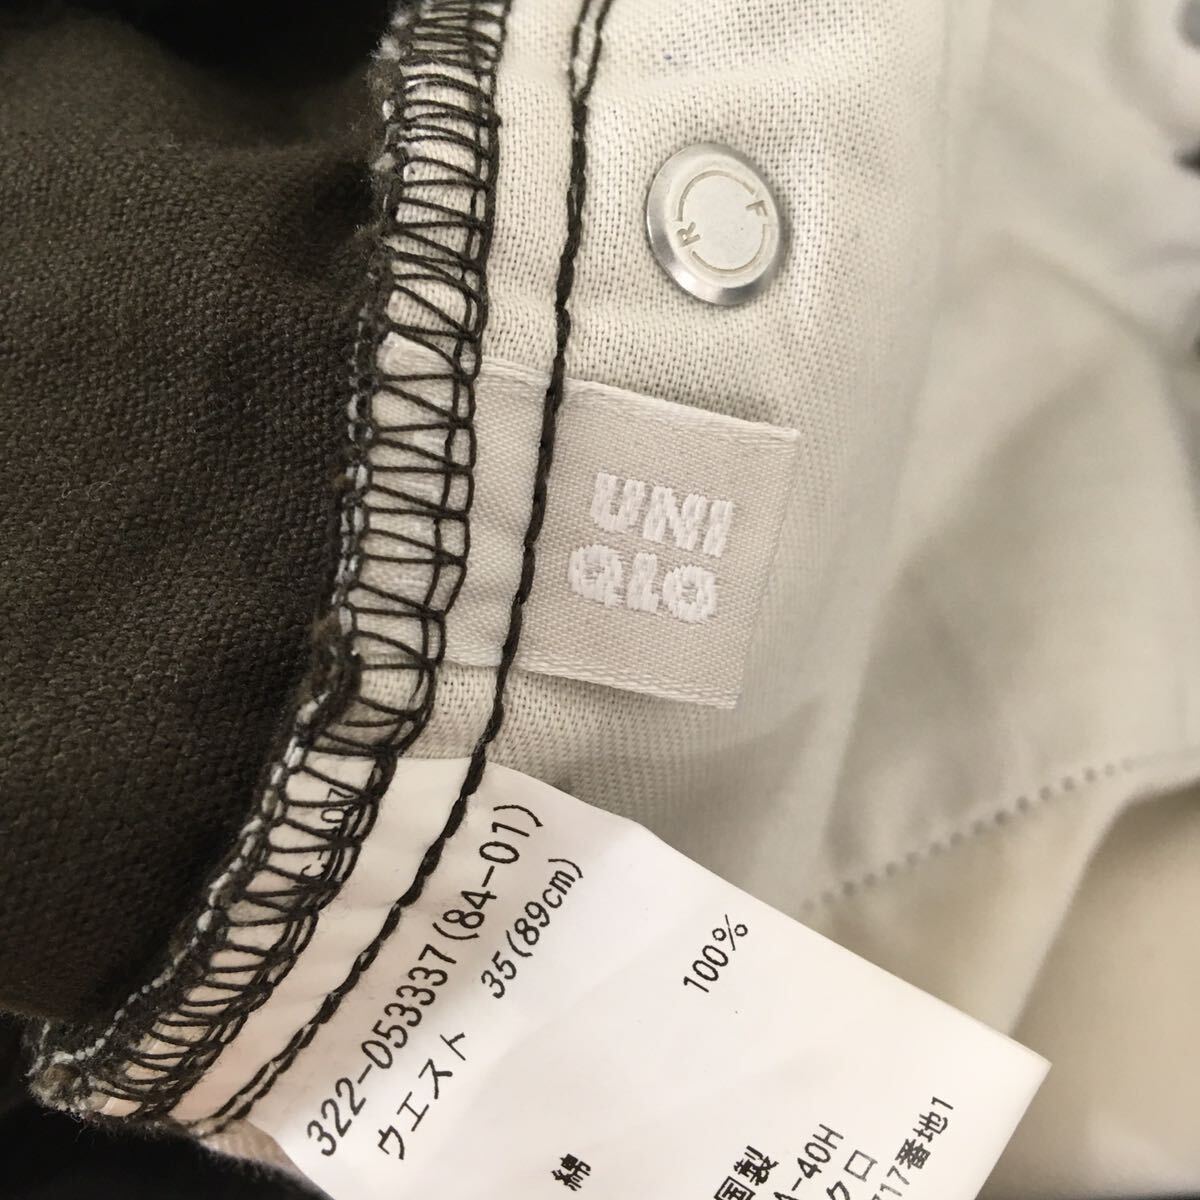 R F
UNI
QLO
322-053337(84-01)
ウエスト 35(89cm)
綿 100%
国製
-40H
クロ
717番地1